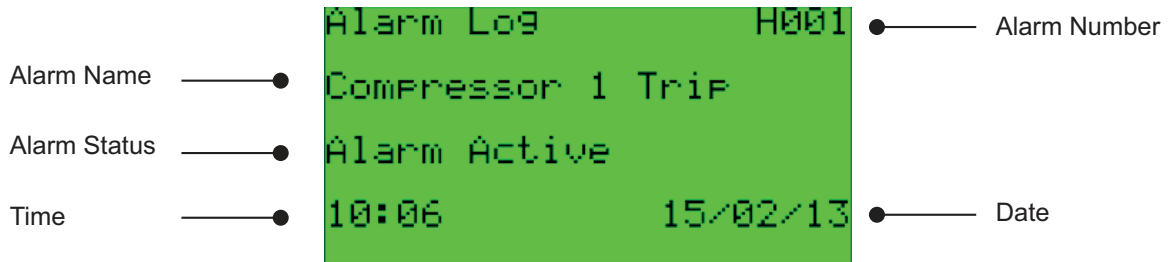 Alarm Log H001 Alarm Number
Alarm Name Compressor 1 Trip
Alarm Status Alarm Active
Time 10:06 15/02/13 Date